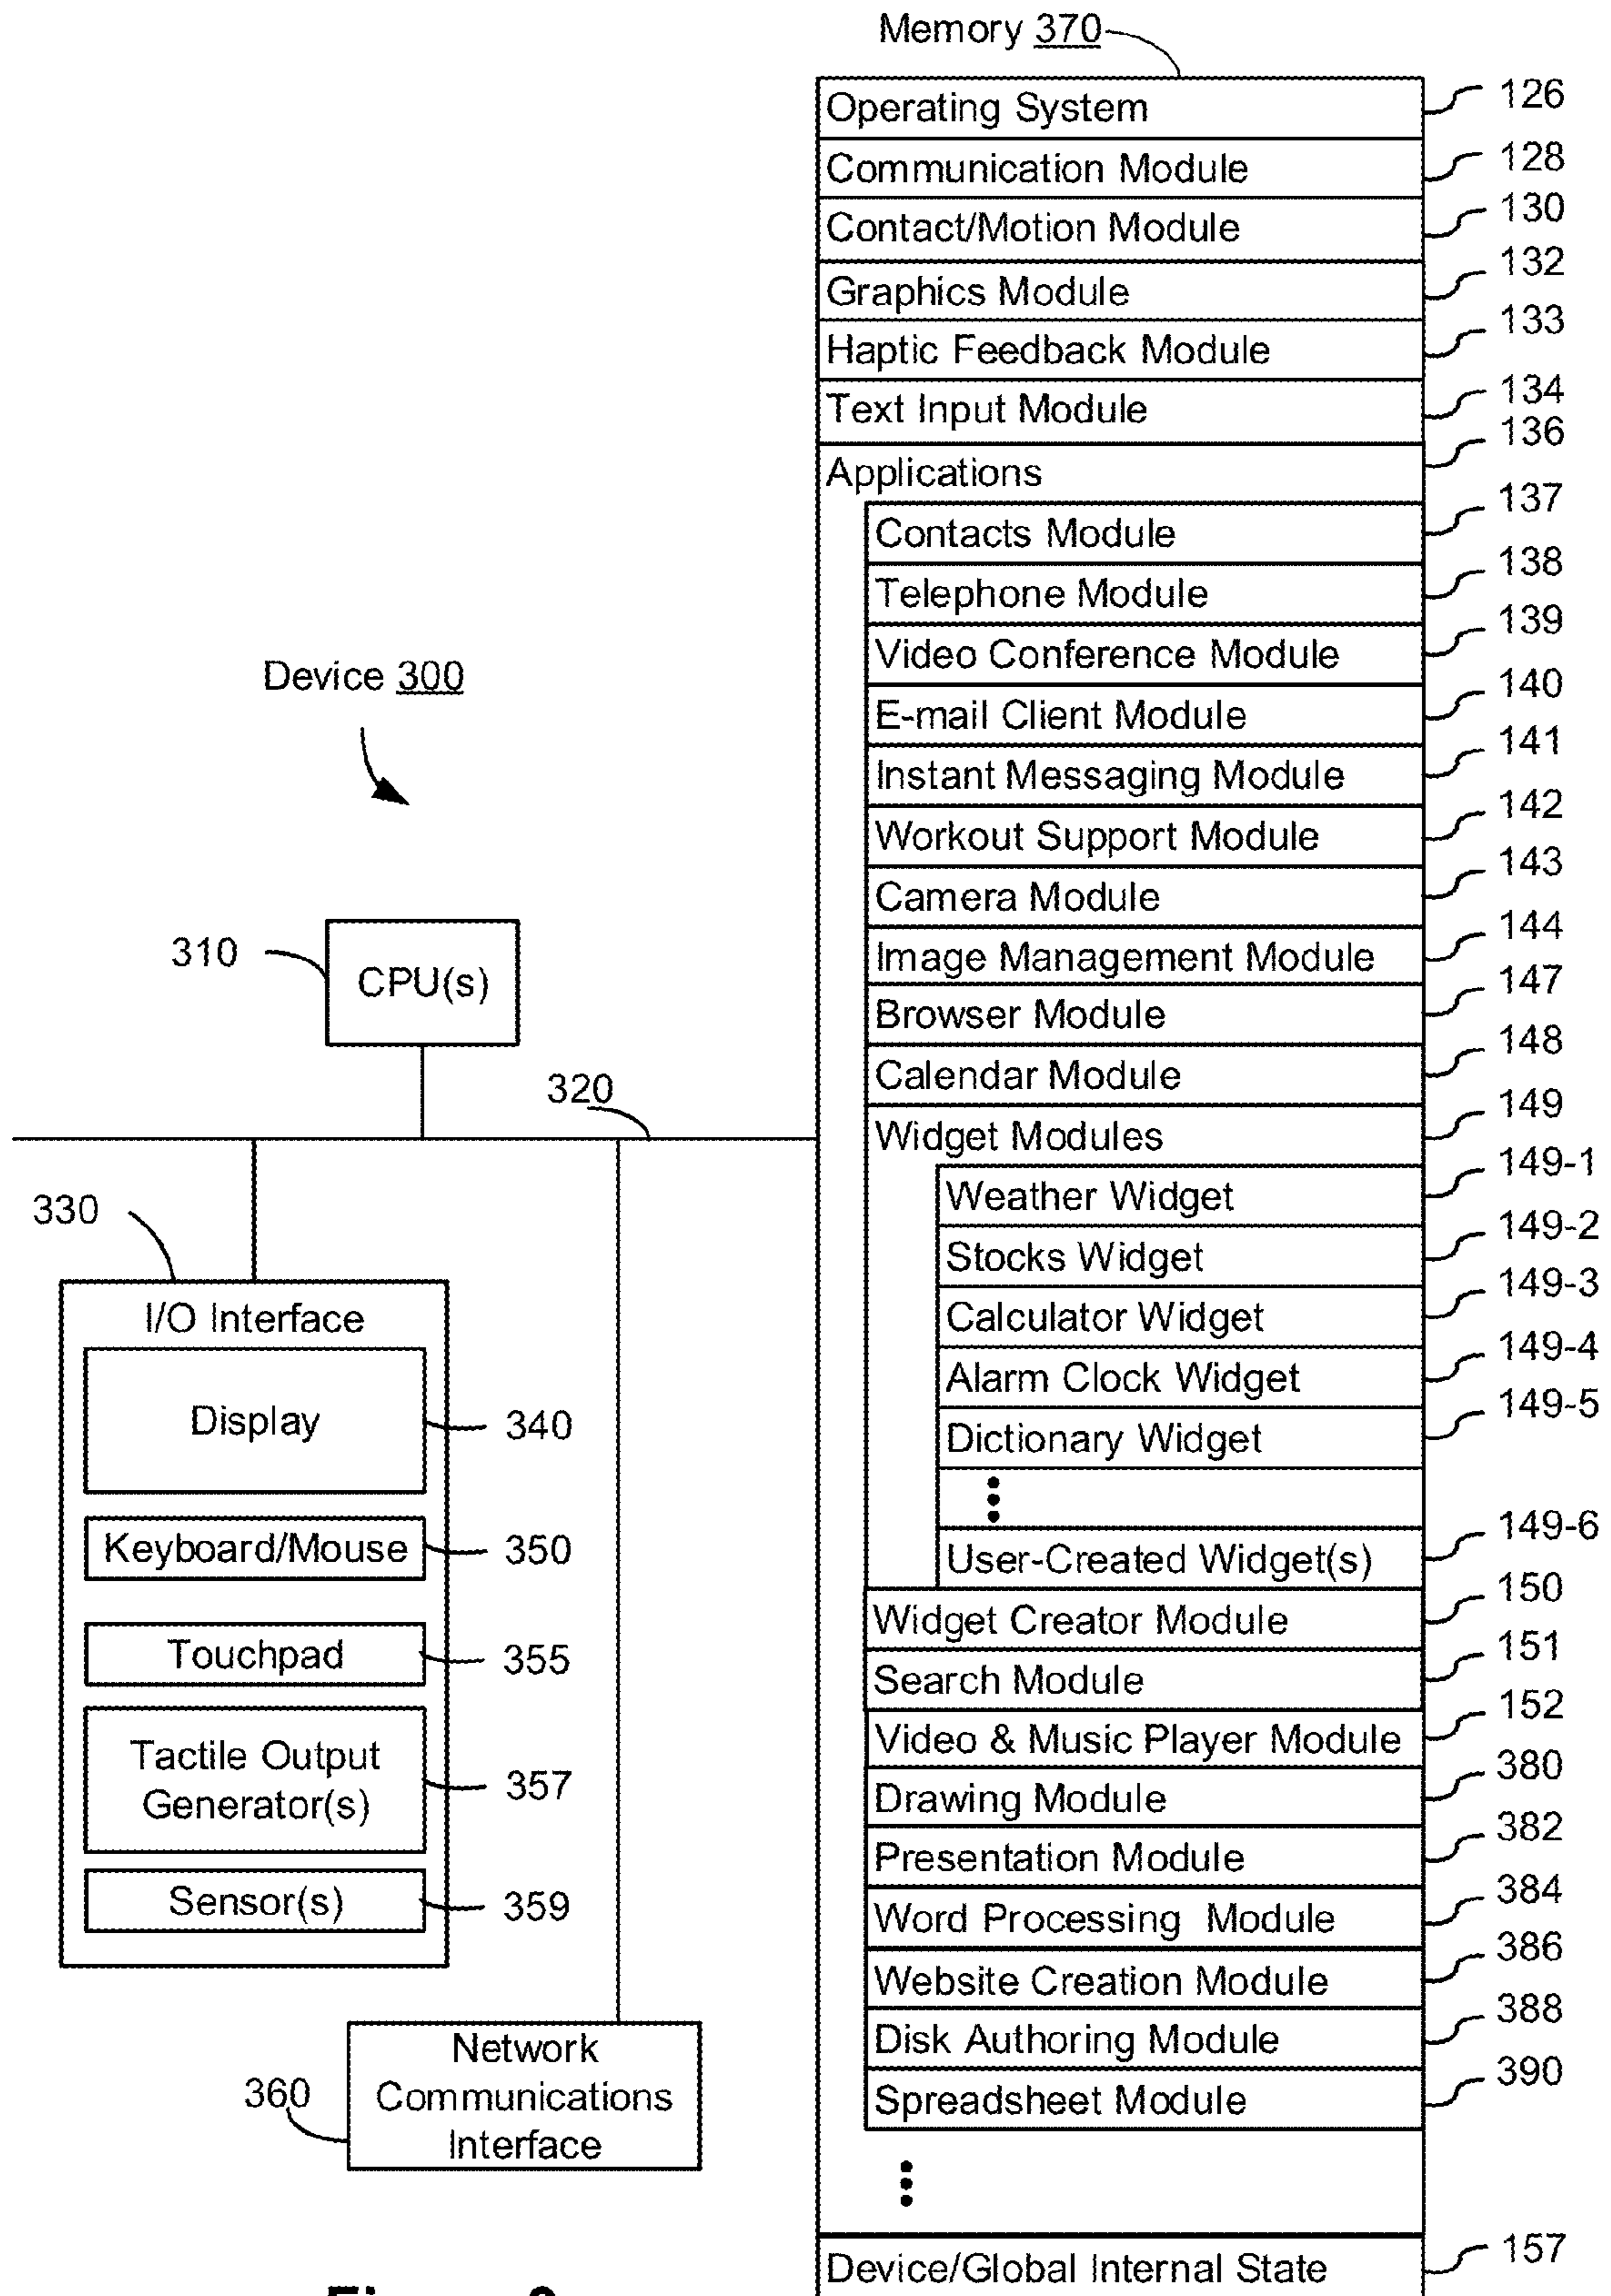 Memory 370
Operating System 126
Communication Module 128
Contact/Motion Module 130
Graphics Module 132
Haptic Feedback Module 133
Text Input Module 134
Applications 136
Contacts Module 137
Telephone Module 138
Video Conference Module 139
E-mail Client Module 140
Instant Messaging Module 141
Workout Support Module 142
Camera Module 143
Image Management Module 144
Browser Module 147
Calendar Module 148
Widget Modules 149
Weather Widget 149-1
Stocks Widget 149-2
Calculator Widget 149-3
Alarm Clock Widget 149-4
Dictionary Widget 149-5
User-Created Widget(s) 149-6
Widget Creator Module 150
Search Module 151
Video & Music Player Module 152
Drawing Module 380
Presentation Module 382
Word Processing Module 384
Website Creation Module 386
Disk Authoring Module 388
Spreadsheet Module 390
Device/Global Internal State 157
Device 300
310
CPU(s)
320
330
I/O Interface
Display 340
Keyboard/Mouse 350
Touchpad 355
Tactile Output
Generator(s)
357
Sensor(s) 359
360
Network
Communications
Interface